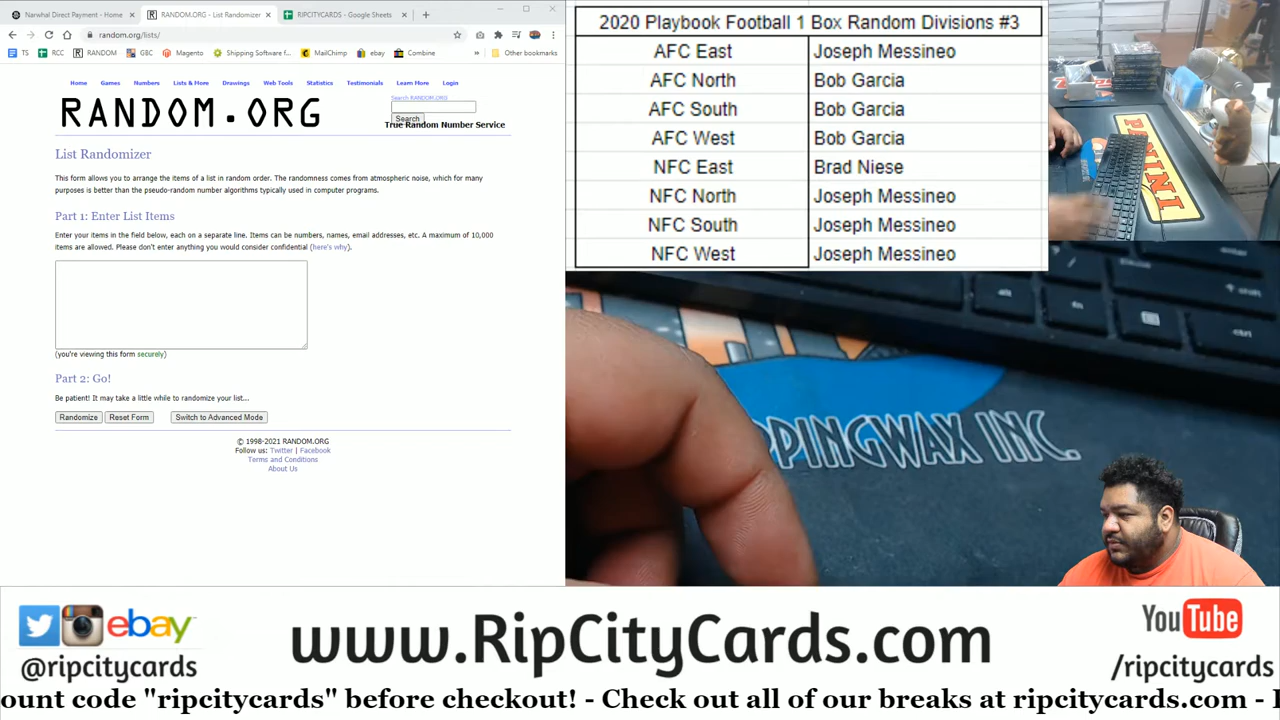 Narwhal Direct Payment - Home
RANDOM.ORG - List Randomizer
RIPCITYCARDS - Google Sheets
random.org/lists/
TS RCC RANDOM GBC Magento Shipping Software f... MailChimp ebay Combine » Other bookmarks
Home Games Numbers Lists & More Drawings Web Tools Statistics Testimonials Learn More Login
RANDOM.ORG
Search RANDOM.ORG
Search
True Random Number Service
List Randomizer
This form allows you to arrange the items of a list in random order. The randomness comes from atmospheric noise, which for many
purposes is better than the pseudo-random number algorithms typically used in computer programs.
Part 1: Enter List Items
Enter your items in the field below, each on a separate line. Items can be numbers, names, email addresses, etc. A maximum of 10,000
items are allowed. Please don't enter anything you would consider confidential (here's why).
(you're viewing this form securely)
Part 2: Go!
Be patient! It may take a little while to randomize your list...
Randomize Reset Form Switch to Advanced Mode
© 1998-2021 RANDOM.ORG
Follow us: Twitter | Facebook
Terms and Conditions
About Us
2020 Playbook Football 1 Box Random Divisions #3
AFC East Joseph Messineo
AFC North Bob Garcia
AFC South Bob Garcia
AFC West Bob Garcia
NFC East Brad Niese
NFC North Joseph Messineo
NFC South Joseph Messineo
NFC West Joseph Messineo
PANINI
alt fn ctrl
shift
PPINGWAX INC.
ebay
@ripcitycards
www.RipCityCards.com
YouTube
/ripcitycards
ount code "ripcitycards" before checkout! - Check out all of our breaks at ripcitycards.com -